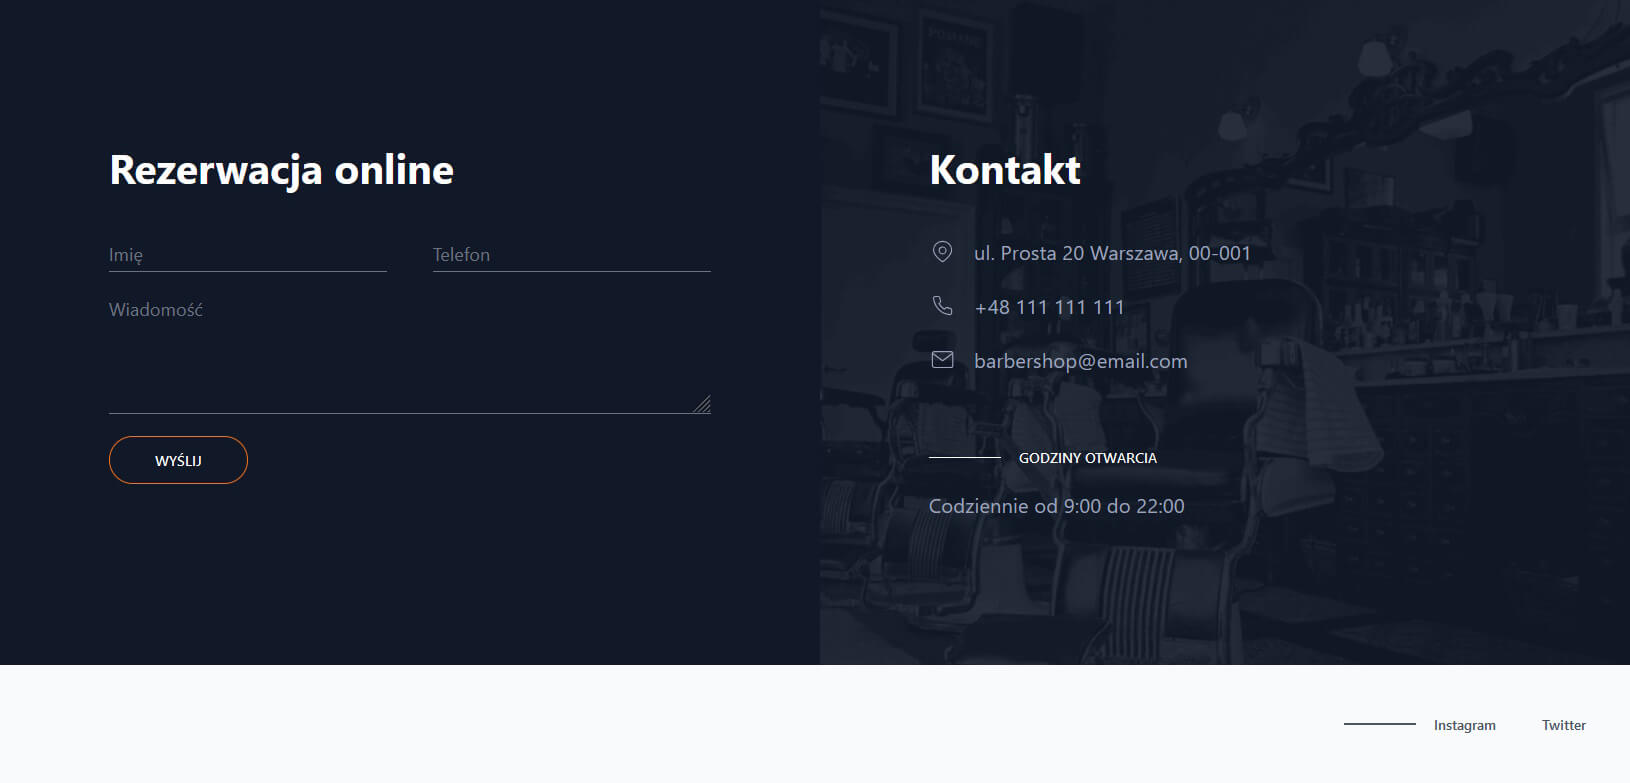 Rezerwacja online
Imię
Telefon
Wiadomość
WYŚLIJ
Kontakt
ul. Prosta 20 Warszawa, 00-001
+48 111 111 111
barbershop@email.com
GODZINY OTWARCIA
Codziennie od 9:00 do 22:00
Instagram
Twitter